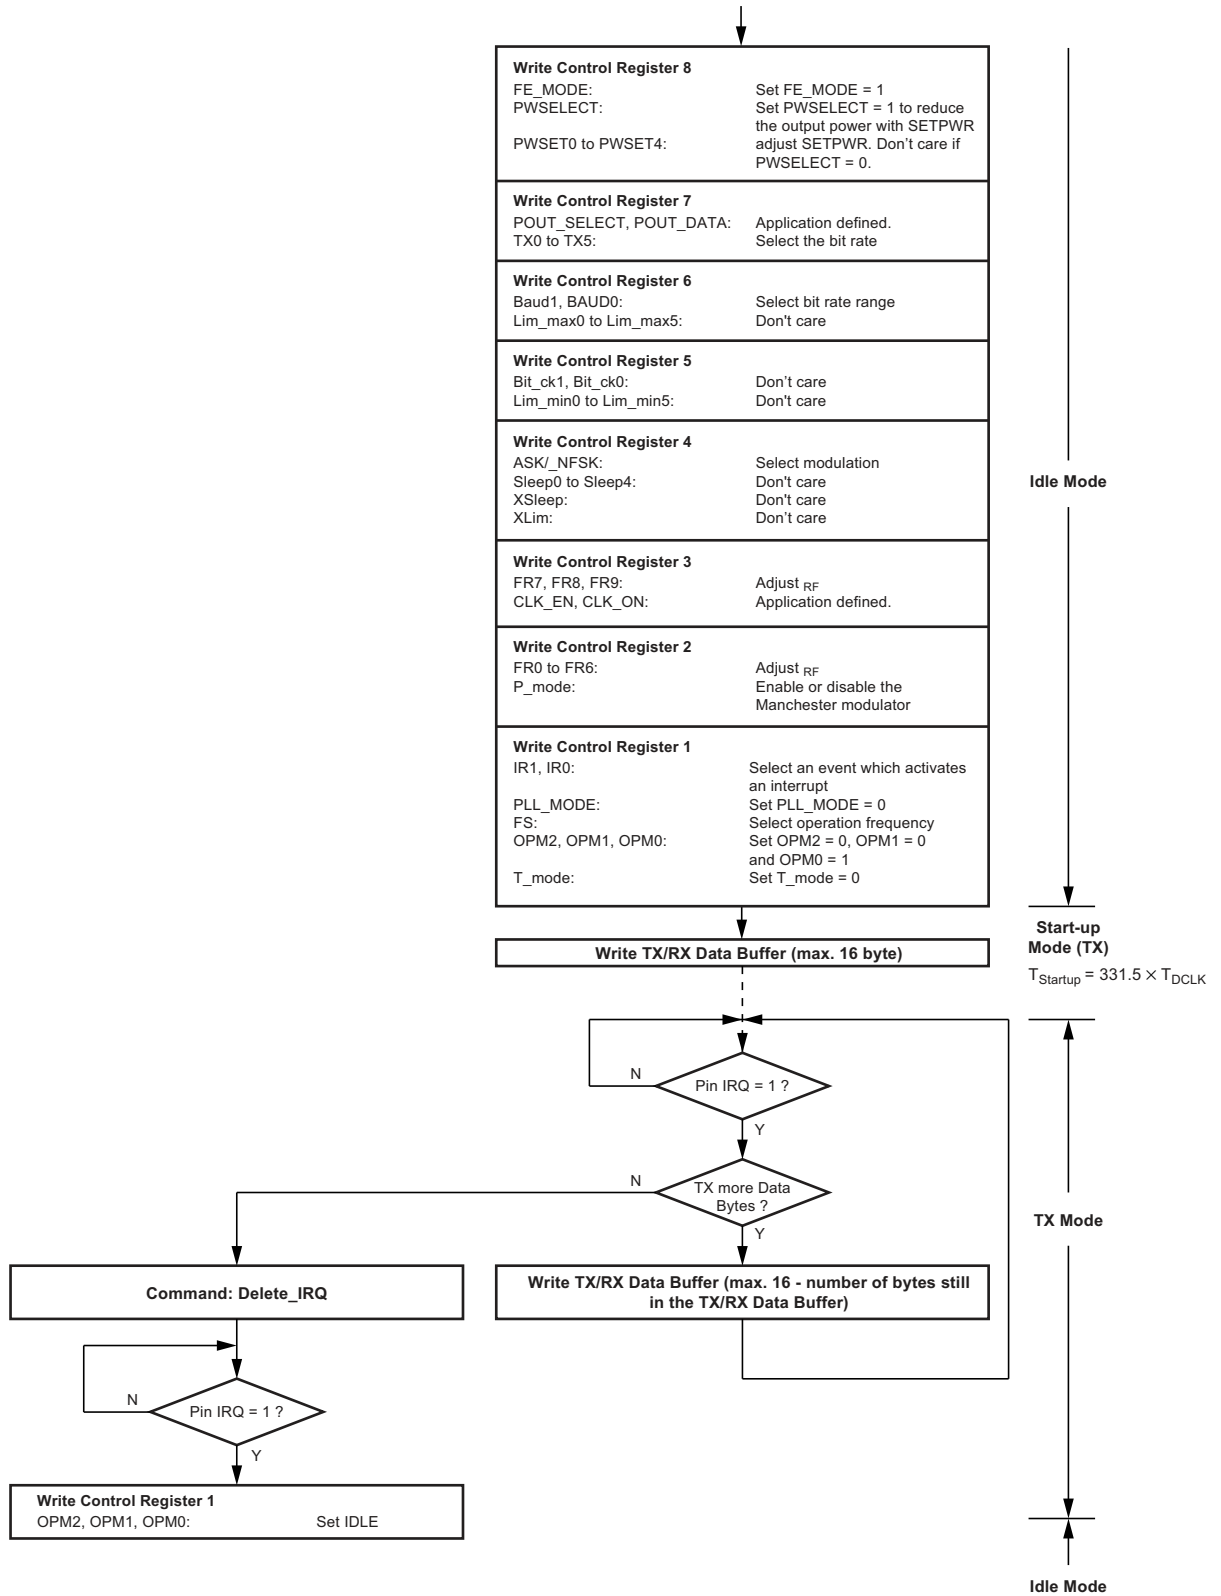 Write Control Register 8
FE_MODE: Set FE_MODE = 1
PWSELECT: Set PWSELECT = 1 to reduce
the output power with SETPWR
PWSET0 to PWSET4: adjust SETPWR. Don’t care if
PWSELECT = 0.
Write Control Register 7
POUT_SELECT, POUT_DATA: Application defined.
TX0 to TX5: Select the bit rate
Write Control Register 6
Baud1, BAUD0: Select bit rate range
Lim_max0 to Lim_max5: Don't care
Write Control Register 5
Bit_ck1, Bit_ck0: Don’t care
Lim_min0 to Lim_min5: Don't care
Write Control Register 4
ASK/_NFSK: Select modulation
Sleep0 to Sleep4: Don't care
XSleep: Don't care
XLim: Don’t care
Idle Mode
Write Control Register 3
FR7, FR8, FR9: Adjust RF
CLK_EN, CLK_ON: Application defined.
Write Control Register 2
FR0 to FR6: Adjust RF
P_mode: Enable or disable the
Manchester modulator
Write Control Register 1
IR1, IR0: Select an event which activates
an interrupt
PLL_MODE: Set PLL_MODE = 0
FS: Select operation frequency
OPM2, OPM1, OPM0: Set OPM2 = 0, OPM1 = 0
and OPM0 = 1
T_mode: Set T_mode = 0
Start-up
Mode (TX)
TStartup = 331.5 × TDCLK
Write TX/RX Data Buffer (max. 16 byte)
N
Pin IRQ = 1 ?
Y
N
TX more Data
Bytes ?
Y
TX Mode
Command: Delete_IRQ
Write TX/RX Data Buffer (max. 16 - number of bytes still
in the TX/RX Data Buffer)
N
Pin IRQ = 1 ?
Y
Write Control Register 1
OPM2, OPM1, OPM0: Set IDLE
Idle Mode